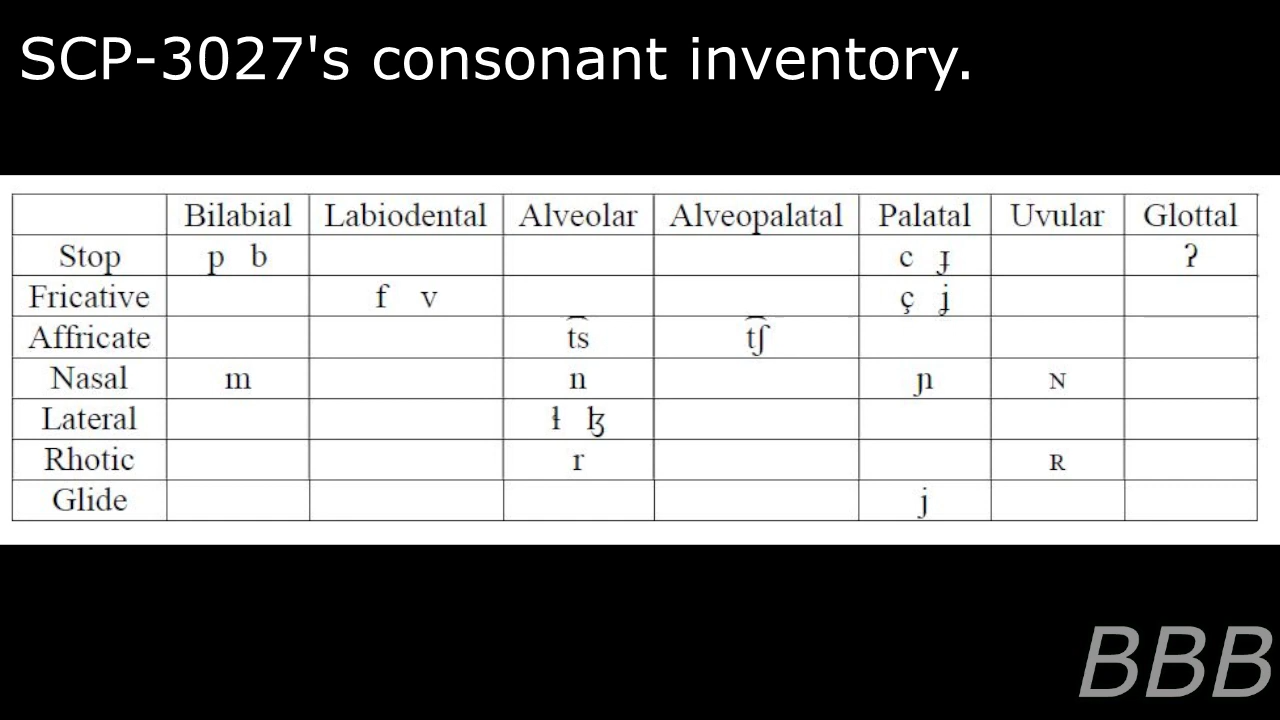 SCP-3027's consonant inventory.
Bilabial Labiodental Alveolar Alveopalatal Palatal Uvular Glottal
Stop p b c ɟ ʔ
Fricative f v ç ʝ
Affricate t͡s t͡ʃ
Nasal m n ɲ ɴ
Lateral ɫ ɮ
Rhotic r ʀ
Glide j
BBB